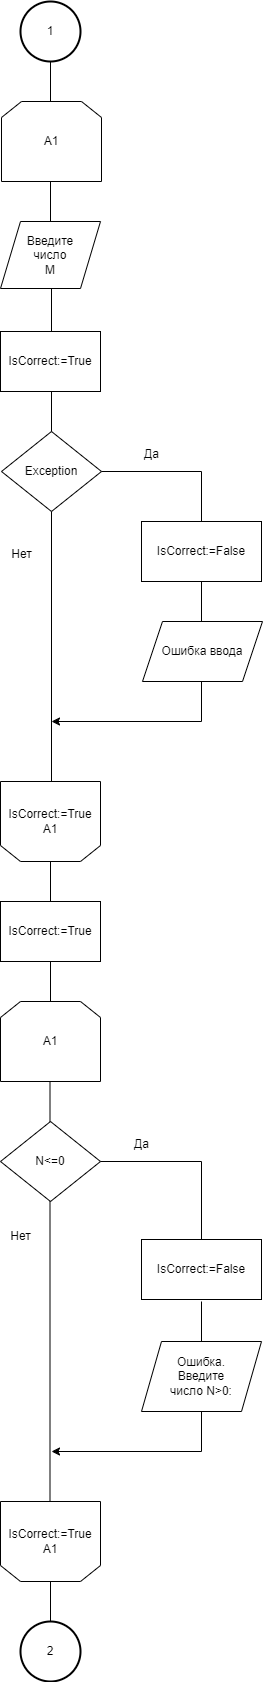 1
A1
Введите
число
М
IsCorrect:=True
Exception
Да
Нет
IsCorrect:=False
Ошибка ввода
IsCorrect:=True
A1
IsCorrect:=True
A1
N<=0
Да
Нет
IsCorrect:=False
Ошибка.
Введите
число N>0:
IsCorrect:=True
A1
2